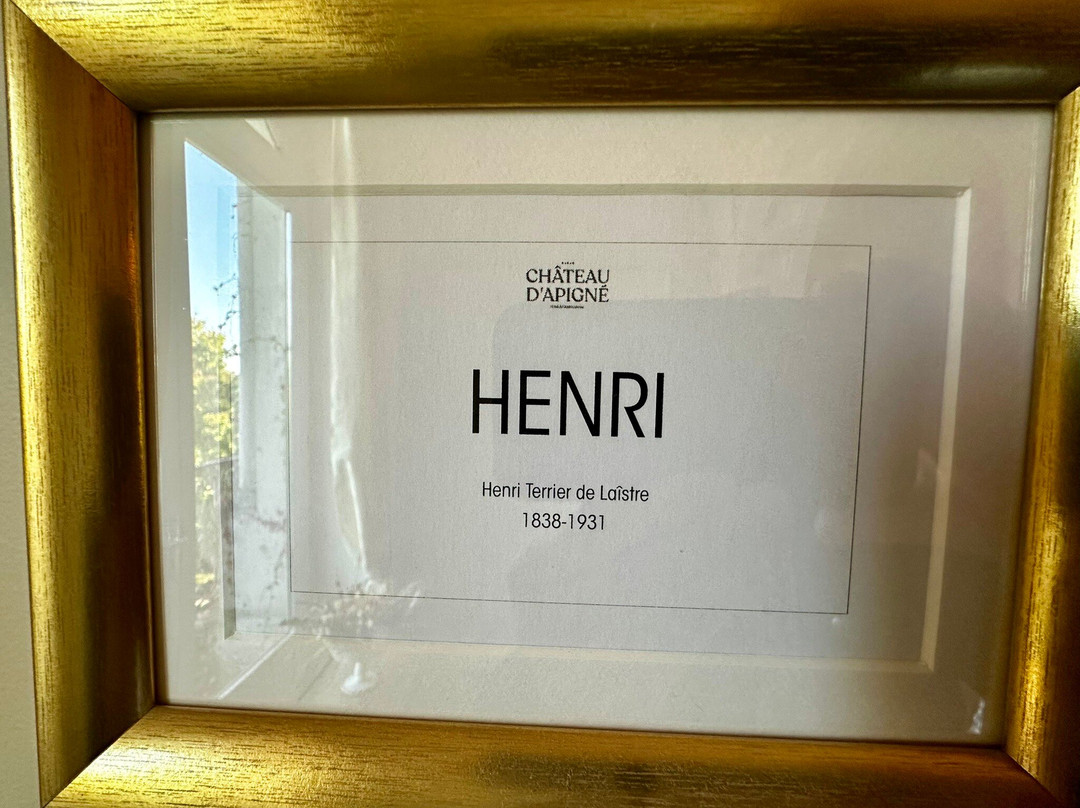 CHÂTEAU
D'APIGNÉ
HENRI
Henri Terrier de Laîstre
1838-1931